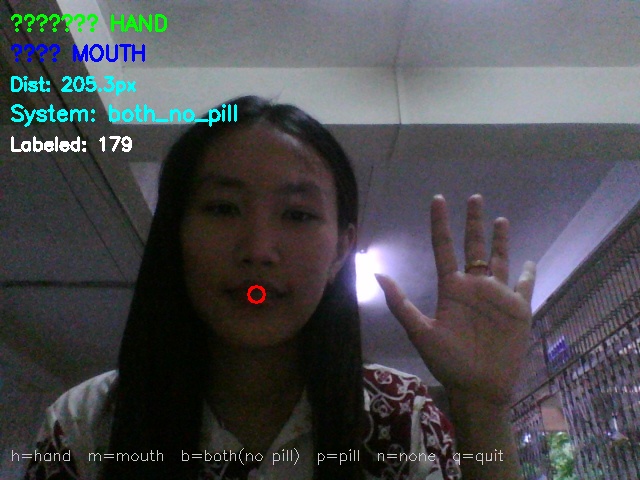 ??????? HAND
???? MOUTH
Dist: 205.3px
System: both_no_pill
Labeled: 179
h=hand m=mouth b=both(no pill) p=pill n=none q=quit